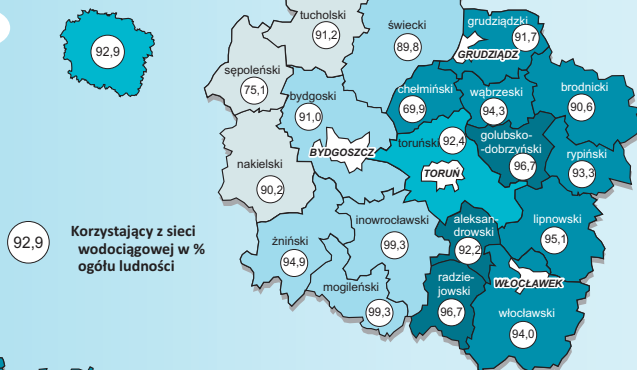 92,9
tucholski
91,2
świecki
89,8
grudziądzki
91,7
GRUDZIĄDZ
sępoleński
75,1
bydgoski
91,0
BYDGOSZCZ
chełmiński
69,9
wąbrzeski
94,3
brodnicki
90,6
toruński
92,4
TORUŃ
golubsko-
-dobrzyński
96,7
rypiński
93,3
nakielski
90,2
92,9
Korzystający z sieci
wodociągowej w %
ogółu ludności
żniński
94,9
inowrocławski
99,3
mogileński
99,3
aleksan-
drowski
92,2
radzie-
jowski
96,7
lipnowski
95,1
WŁOCŁAWEK
włocławski
94,0